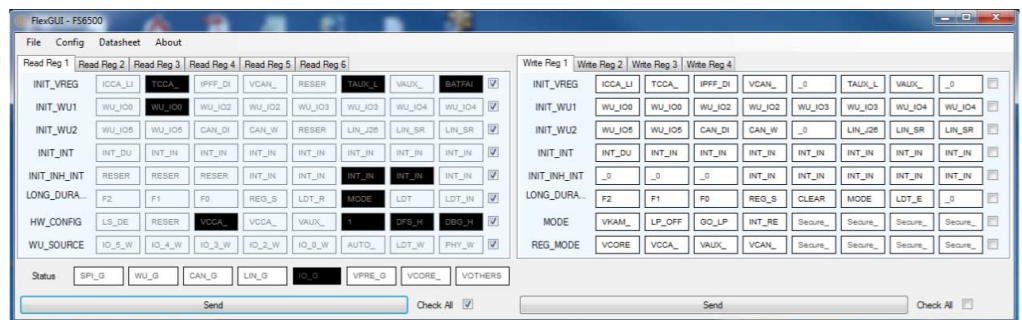 FlexGUI - FS6500
File Config Datasheet About
Read Reg 1 Read Reg 2 Read Reg 3 Read Reg 4 Read Reg 5 Read Reg 6 Write Reg 1 Write Reg 2 Write Reg 3 Write Reg 4
INIT_VREG ICCA_LI TCCA_ IPFF_DI VCAN_ RESER TAUX_L VAUX_ BATFAI INIT_VREG ICCA_LI TCCA_ IPFF_DI VCAN_ _0 TAUX_L VAUX_ _0
INIT_WU1 WU_IO0 WU_IO0 WU_IO2 WU_IO2 WU_IO3 WU_IO3 WU_IO4 WU_IO4 INIT_WU1 WU_IO0 WU_IO0 WU_IO2 WU_IO2 WU_IO3 WU_IO3 WU_IO4 WU_IO4
INIT_WU2 WU_IO5 WU_IO5 CAN_DI CAN_W RESER LIN_J26 LIN_SR LIN_SR INIT_WU2 WU_IO5 WU_IO5 CAN_DI CAN_W _0 LIN_J26 LIN_SR LIN_SR
INIT_INT INT_DU INT_IN INT_IN INT_IN INT_IN INT_IN INT_IN INT_IN INIT_INT INT_DU INT_IN INT_IN INT_IN INT_IN INT_IN INT_IN INT_IN
INIT_INH_INT RESER RESER RESER INT_IN INT_IN INT_IN INT_IN INT_IN INIT_INH_INT _0 _0 _0 INT_IN INT_IN INT_IN INT_IN INT_IN
LONG_DURA... F2 F1 F0 REG_S LDT_R MODE LDT LDT_IN LONG_DURA... F2 F1 F0 REG_S CLEAR MODE LDT_E _0
HW_CONFIG LS_DE RESER VCCA_ VCCA_ VAUX_ 1 DFS_H DBG_H MODE VKAM_ LP_OFF GO_LP INT_RE Secure_ Secure_ Secure_ Secure_
WU_SOURCE IO_5_W IO_4_W IO_3_W IO_2_W IO_0_W AUTO_ LDT_W PHY_W REG_MODE VCORE VCCA_ VAUX_ VCAN_ Secure_ Secure_ Secure_ Secure_
Status SPI_G WU_G CAN_G LIN_G IO_G VPRE_G VCORE_ VOTHERS
Send Check All Send Check All